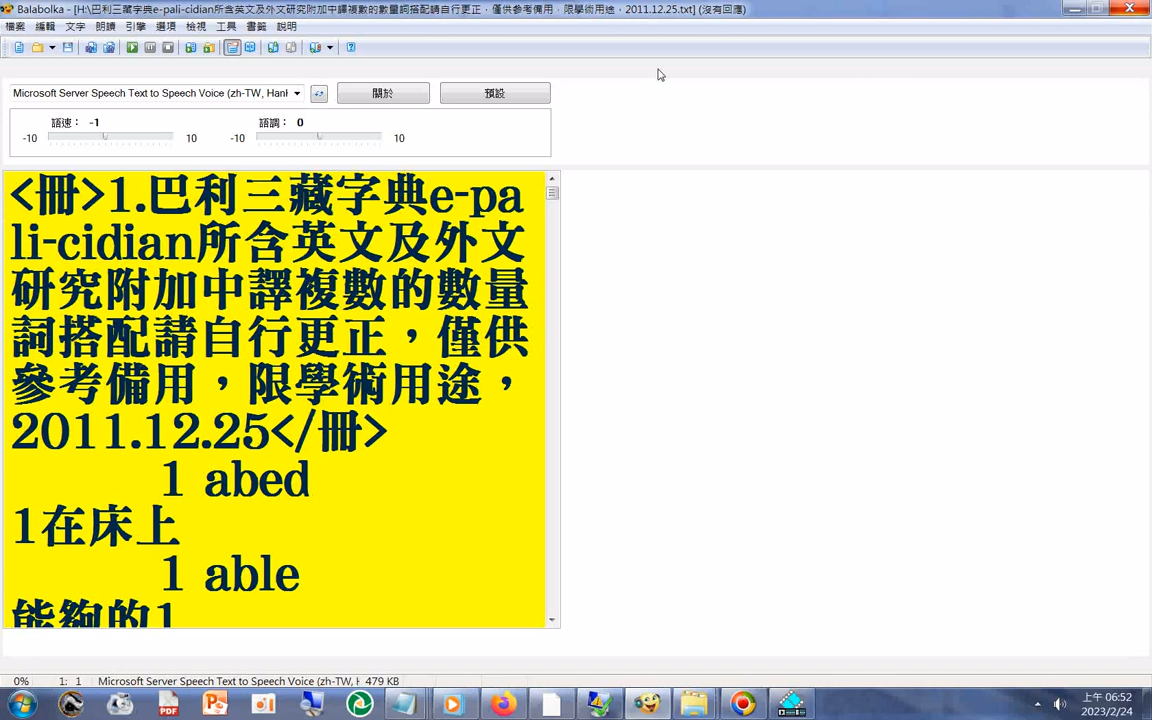 Balabolka - [H:\巴利三藏字典e-pali-cidian所含英文及外文研究附加中譯複數的數量詞搭配請自行更正，僅供參考備用，限學術用途，2011.12.25.txt] (沒有回應)
檔案 編輯 文字 朗讀 引擎 選項 檢視 工具 書籤 說明
Microsoft Server Speech Text to Speech Voice (zh-TW, Han
關於
預設
語速： -1
語調： 0
-10 10 -10 10
<冊>1.巴利三藏字典e-pa
li-cidian所含英文及外文
研究附加中譯複數的數量
詞搭配請自行更正，僅供
參考備用，限學術用途，
2011.12.25</冊>
1 abed
1在床上
1 able
能夠的1
0% 1: 1 Microsoft Server Speech Text to Speech Voice (zh-TW, H 479 KB
上午 06:52
2023/2/24